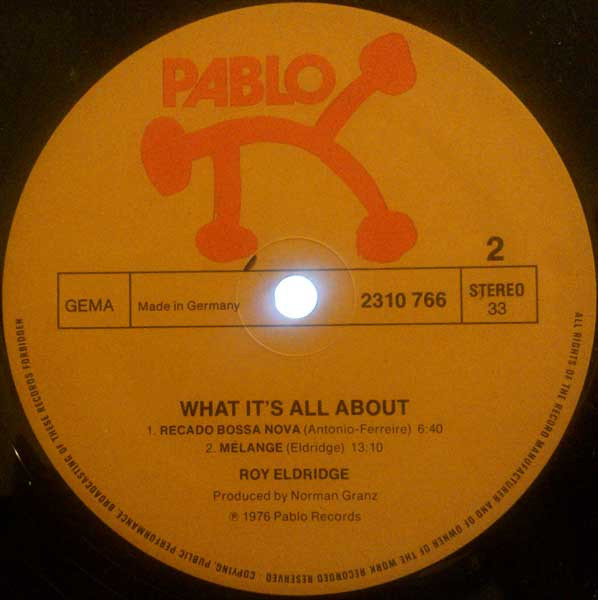 PABLO
2
GEMA
Made in Germany
2310 766
STEREO
33
WHAT IT'S ALL ABOUT
1. RECADO BOSSA NOVA (Antonio-Ferreire) 6:40
2. MÉLANGE (Eldridge) 13:10
ROY ELDRIDGE
Produced by Norman Granz
℗ 1976 Pablo Records
ALL RIGHTS OF THE RECORD MANUFACTURER AND OF OWNER OF THE WORK RECORDED RESERVED · COPYING, PUBLIC PERFORMANCE, BROADCASTING OF THESE RECORDS FORBIDDEN